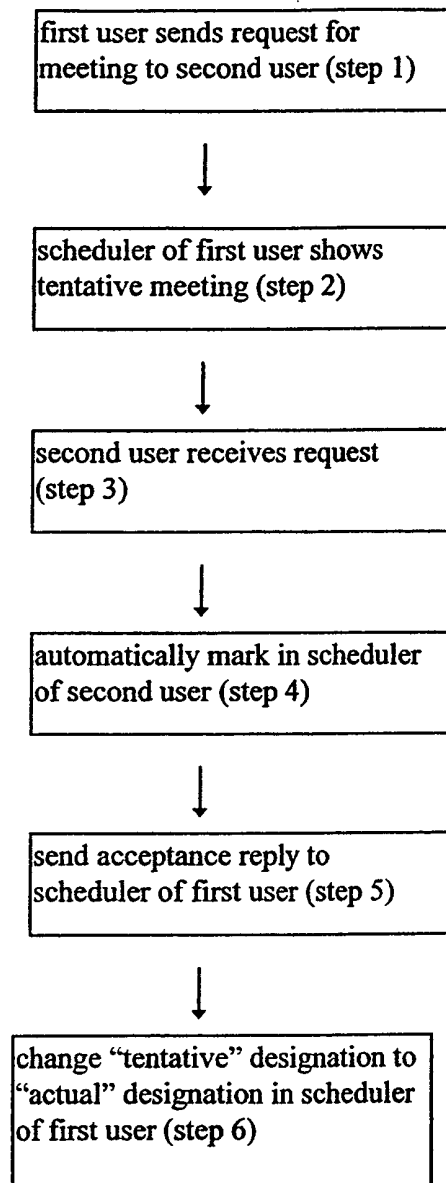 first user sends request for
meeting to second user (step 1)
scheduler of first user shows
tentative meeting (step 2)
second user receives request
(step 3)
automatically mark in scheduler
of second user (step 4)
send acceptance reply to
scheduler of first user (step 5)
change “tentative” designation to
“actual” designation in scheduler
of first user (step 6)